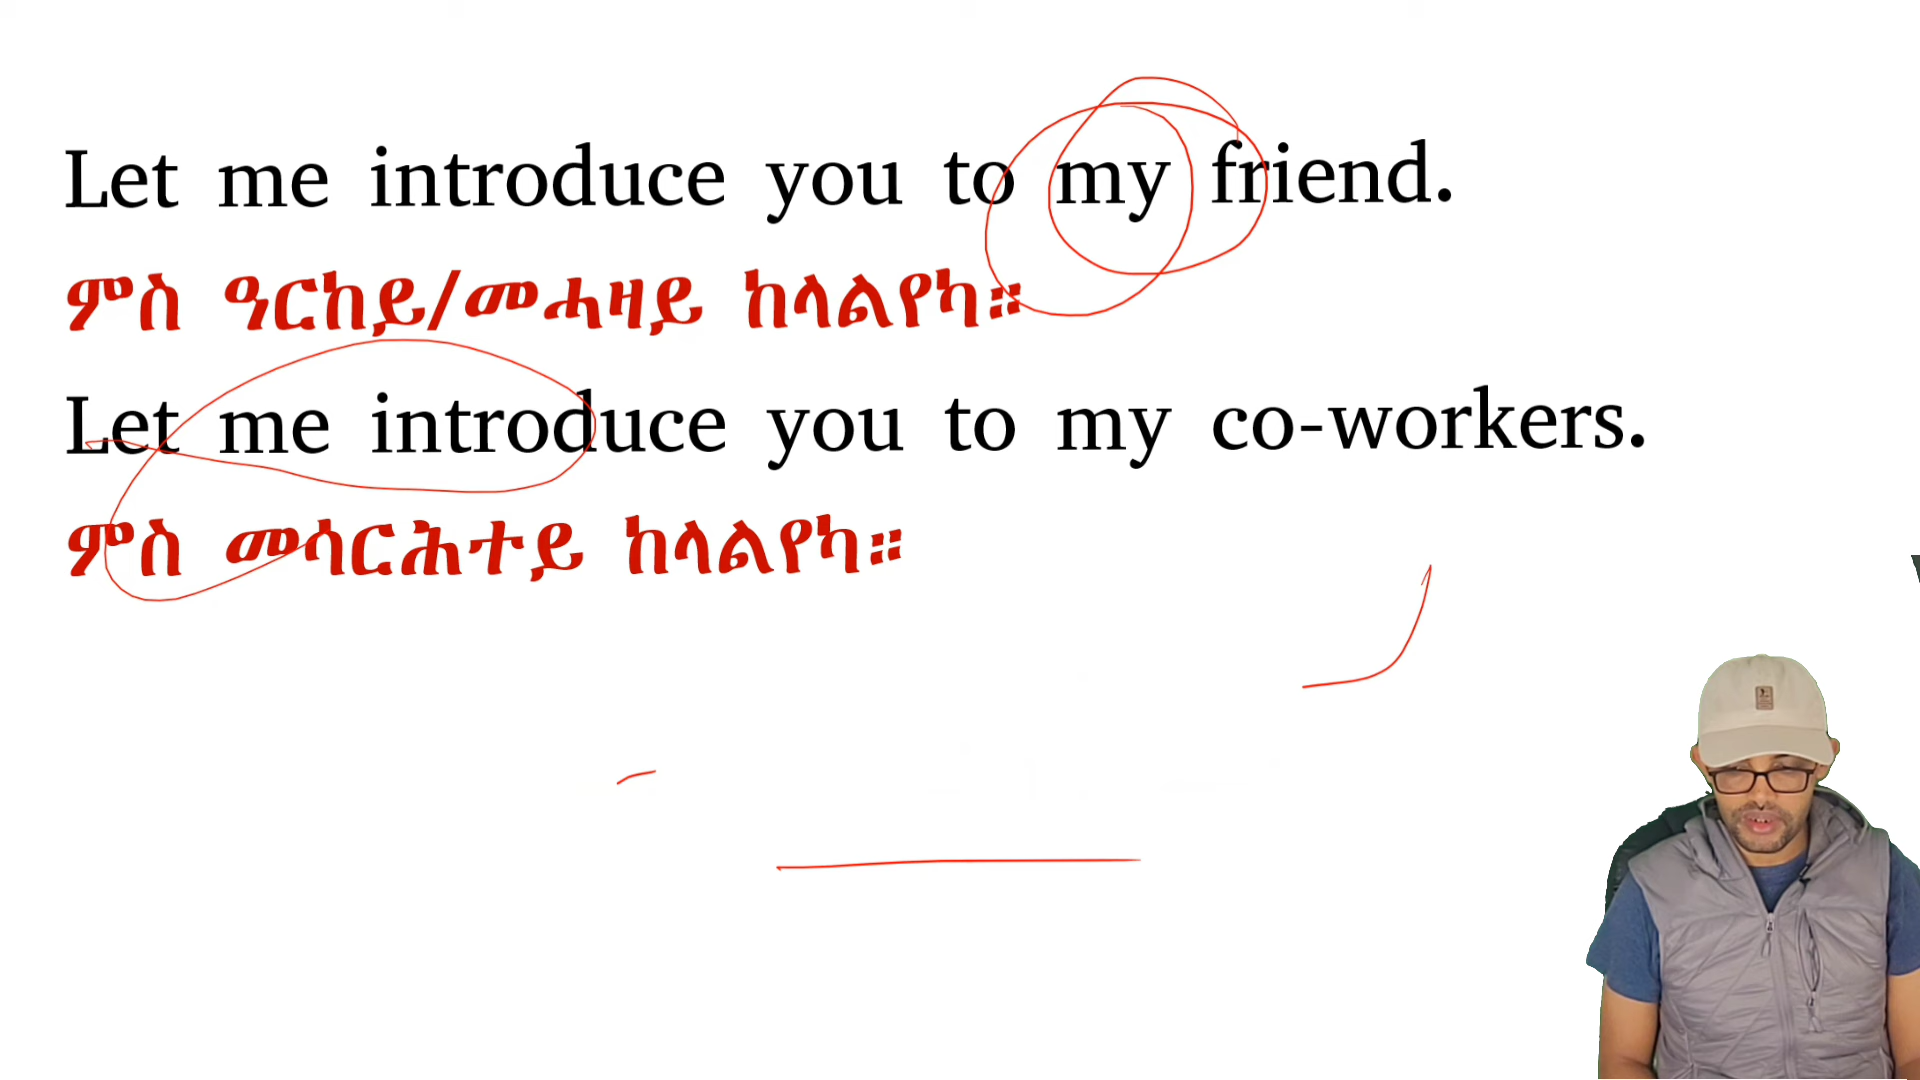 Let me introduce you to my friend.
ምስ ዓርከይ/መሓዛይ ከላልየካ።
Let me introduce you to my co-workers.
ምስ መሳርሕተይ ከላልየካ።